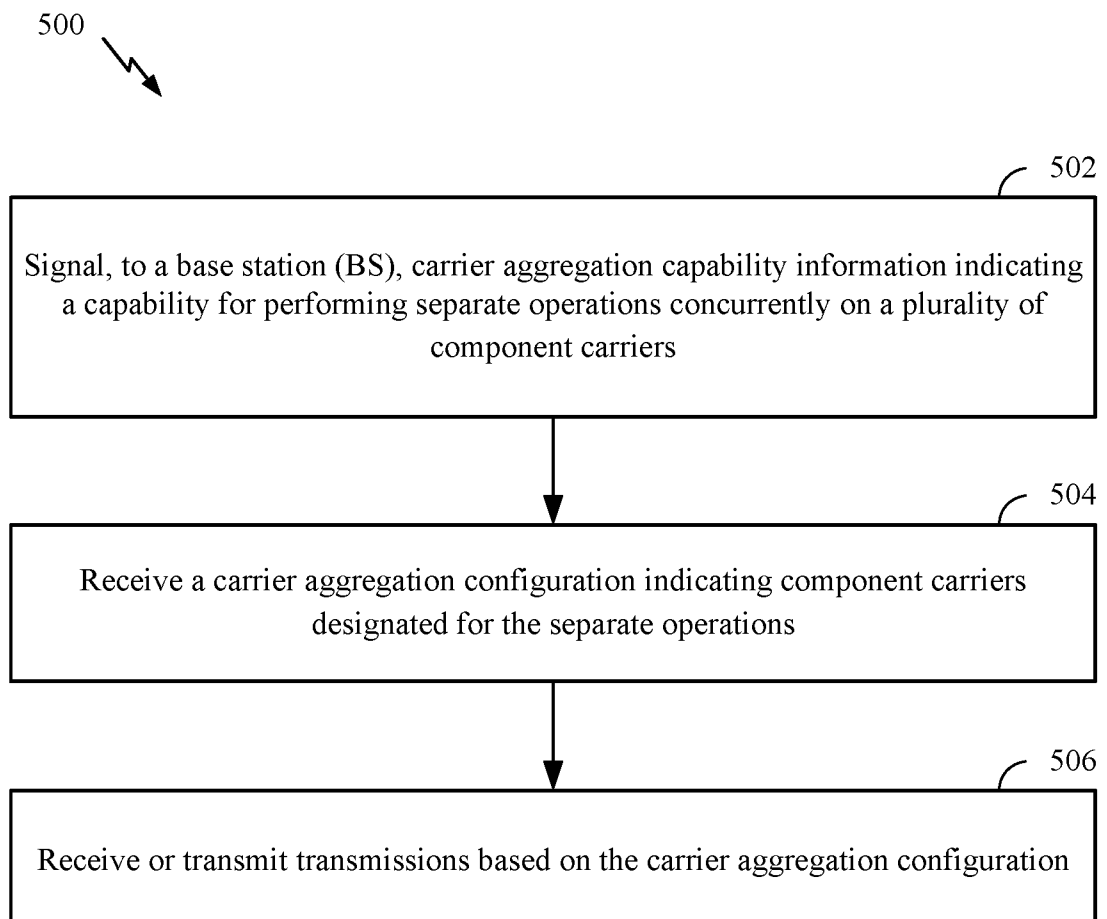 500
502
Signal, to a base station (BS), carrier aggregation capability information indicating
a capability for performing separate operations concurrently on a plurality of
component carriers
504
Receive a carrier aggregation configuration indicating component carriers
designated for the separate operations
506
Receive or transmit transmissions based on the carrier aggregation configuration